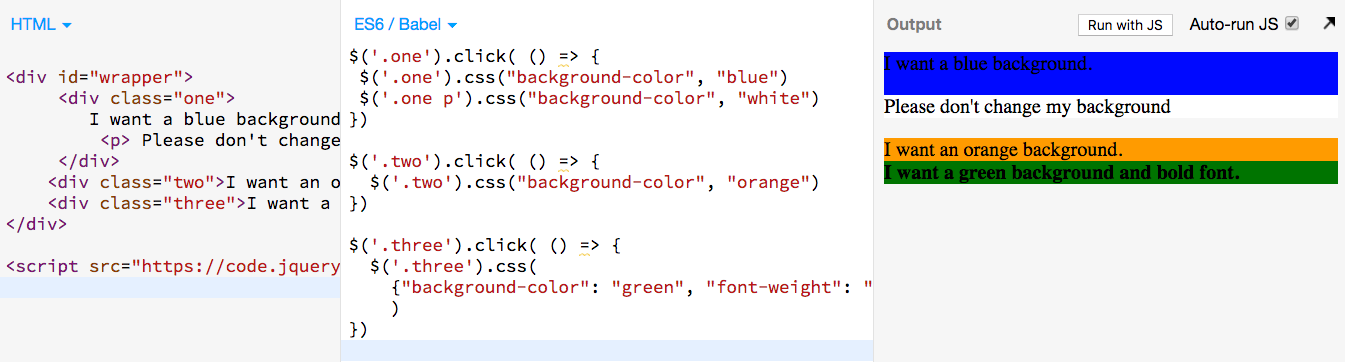 HTML
<div id="wrapper">
<div class="one">
I want a blue background
<p> Please don't change
</div>
<div class="two">I want an o
<div class="three">I want a
</div>
<script src="https://code.jquery
ES6 / Babel
$('.one').click( () => {
$('.one').css("background-color", "blue")
$('.one p').css("background-color", "white")
})
$('.two').click( () => {
$('.two').css("background-color", "orange")
})
$('.three').click( () => {
$('.three').css(
{"background-color": "green", "font-weight": "
)
})
Output
Run with JS
Auto-run JS
I want a blue background.
Please don't change my background
I want an orange background.
I want a green background and bold font.